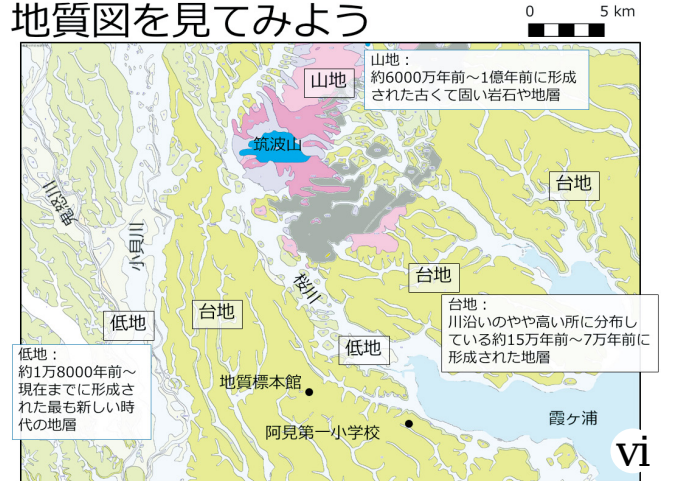 地質図を見てみよう
0 5 km
山地：
約6000万年前～1億年前に形成
された古くて固い岩石や地層
山地
筑波山
鬼怒川
小貝川
台地
桜川
台地
台地
低地
低地
台地：
川沿いのやや高い所に分布し
ている約15万年前～7万年前に
形成された地層
低地：
約1万8000年前～
現在までに形成さ
れた最も新しい時
代の地層
地質標本館
阿見第一小学校
霞ヶ浦
vi